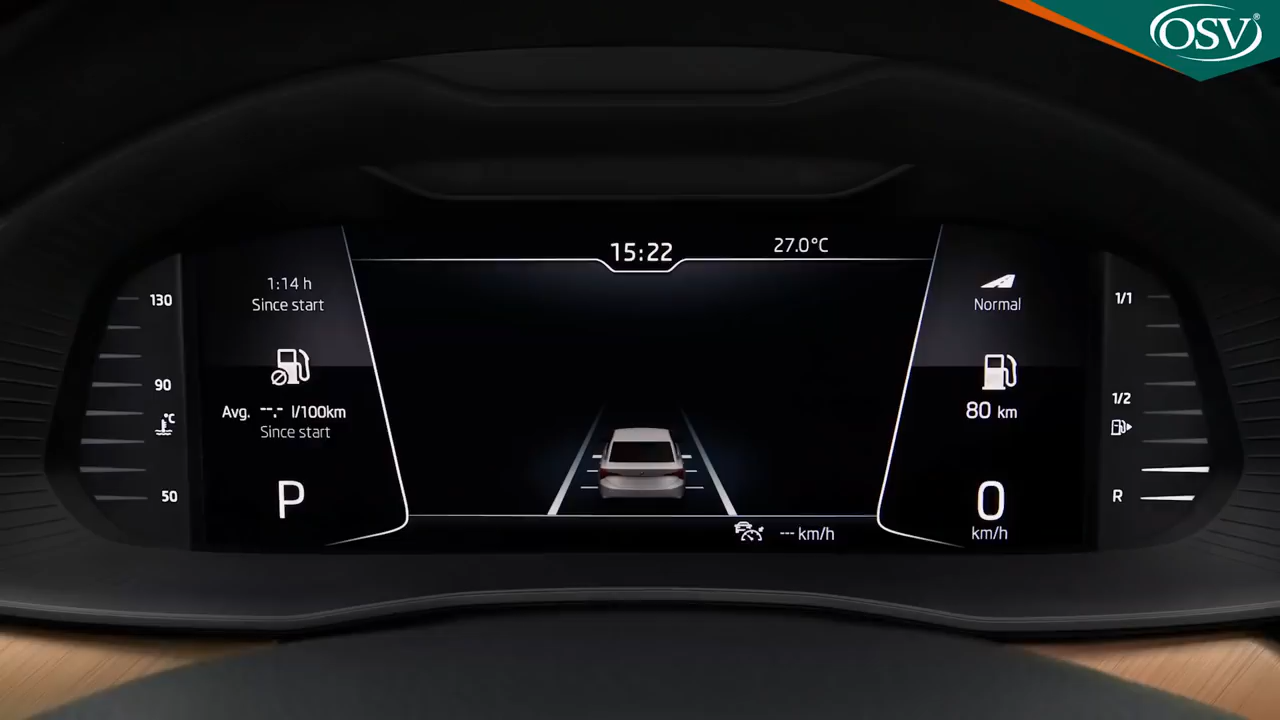 OSV®
15:22
27.0°C
130
90
°C
50
1:14 h
Since start
Avg. --.- l/100km
Since start
P
--- km/h
Normal
80 km
0
km/h
1/1
1/2
R